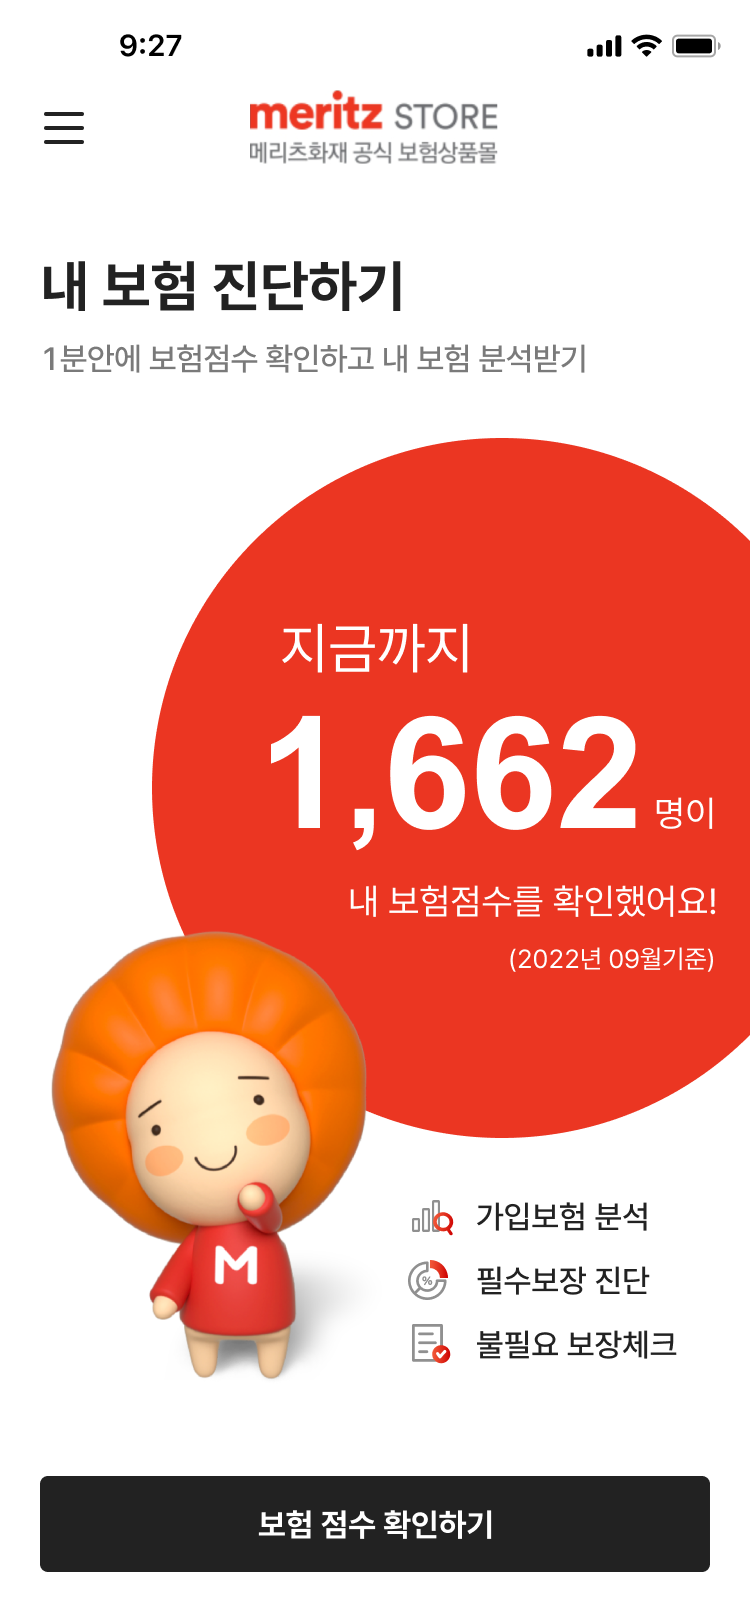 9:27
meritz STORE
메리츠화재 공식 보험상품몰
내 보험 진단하기
1분안에 보험점수 확인하고 내 보험 분석받기
지금까지
1,662 명이
내 보험점수를 확인했어요!
(2022년 09월기준)
M
가입보험 분석
%
필수보장 진단
불필요 보장체크
보험 점수 확인하기